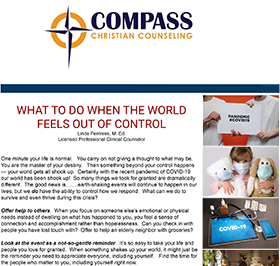 COMPASS
CHRISTIAN COUNSELING
WHAT TO DO WHEN THE WORLD
FEELS OUT OF CONTROL
Linda Fentress, M. Ed.
Licensed Professional Clinical Counselor
One minute your life is normal. You carry on not giving a thought to what may be.
You are the master of your destiny. Then something beyond your control happens
--- your world gets all shook up. Certainly with the recent pandemic of COVID-19
our world has been shook up! So many things we took for granted are dramatically
different. The good news is.......earth-shaking events will continue to happen in our
lives, but we do have the ability to control how we respond. What can we do to
survive and even thrive during this crisis?
Offer help to others. When you focus on someone else's emotional or physical
needs instead of dwelling on what has happened to you, you feel a sense of
connection and accomplishment rather than hopelessness. Can you check in with
people you have lost touch with? Offer to help an elderly neighbor with groceries?
Look at the event as a not-so-gentle reminder. It's so easy to take your life and
people you love for granted. When something shakes up your world, it might just be
the reminder you need to appreciate everyone, including yourself. Find the time for
the people who matter to you, including yourself right now.
PANDEMIC
#COVID19
COVID-19